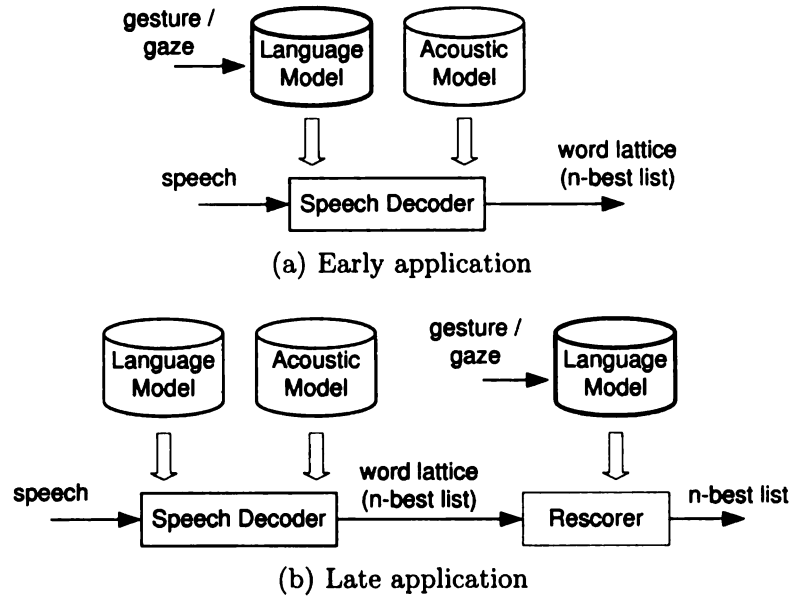 gesture /
gaze
Language
Model
Acoustic
Model
speech
Speech Decoder
word lattice
(n-best list)
(a) Early application
Language
Model
Acoustic
Model
gesture /
gaze
Language
Model
speech
Speech Decoder
word lattice
(n-best list)
Rescorer
n-best list
(b) Late application